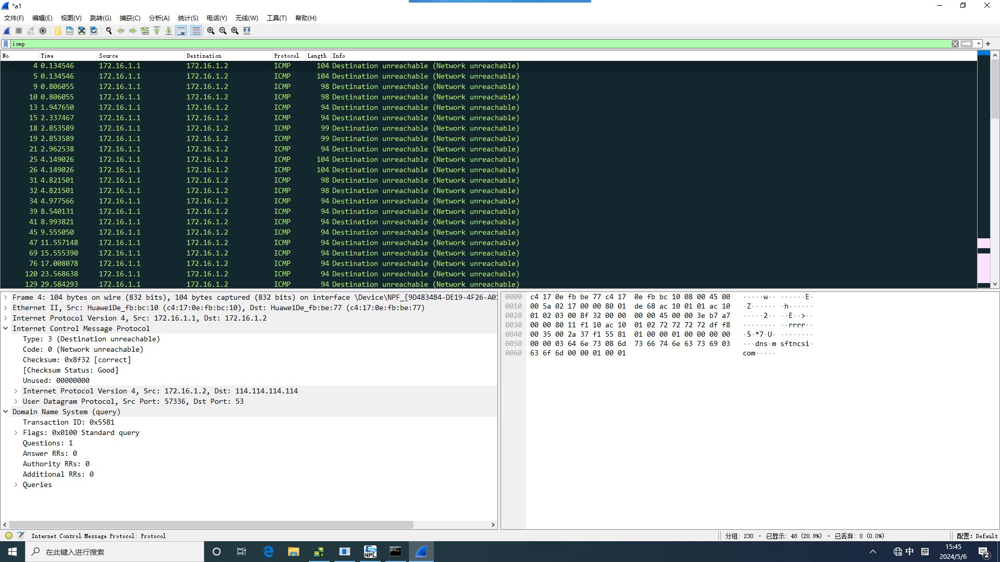 *a1
文件(F) 编辑(E) 视图(V) 跳转(G) 捕获(C) 分析(A) 统计(S) 电话(Y) 无线(W) 工具(T) 帮助(H)
icmp
No. Time Source Destination Protocol Length Info
4 0.134546 172.16.1.1 172.16.1.2 ICMP 104 Destination unreachable (Network unreachable)
5 0.134546 172.16.1.1 172.16.1.2 ICMP 104 Destination unreachable (Network unreachable)
9 0.806055 172.16.1.1 172.16.1.2 ICMP 98 Destination unreachable (Network unreachable)
10 0.806055 172.16.1.1 172.16.1.2 ICMP 98 Destination unreachable (Network unreachable)
13 1.947650 172.16.1.1 172.16.1.2 ICMP 94 Destination unreachable (Network unreachable)
15 2.337467 172.16.1.1 172.16.1.2 ICMP 94 Destination unreachable (Network unreachable)
18 2.853589 172.16.1.1 172.16.1.2 ICMP 99 Destination unreachable (Network unreachable)
19 2.853589 172.16.1.1 172.16.1.2 ICMP 99 Destination unreachable (Network unreachable)
21 2.962538 172.16.1.1 172.16.1.2 ICMP 94 Destination unreachable (Network unreachable)
25 4.149026 172.16.1.1 172.16.1.2 ICMP 104 Destination unreachable (Network unreachable)
26 4.149026 172.16.1.1 172.16.1.2 ICMP 104 Destination unreachable (Network unreachable)
31 4.821501 172.16.1.1 172.16.1.2 ICMP 98 Destination unreachable (Network unreachable)
32 4.821501 172.16.1.1 172.16.1.2 ICMP 98 Destination unreachable (Network unreachable)
34 4.977566 172.16.1.1 172.16.1.2 ICMP 94 Destination unreachable (Network unreachable)
39 8.540131 172.16.1.1 172.16.1.2 ICMP 94 Destination unreachable (Network unreachable)
41 8.993821 172.16.1.1 172.16.1.2 ICMP 94 Destination unreachable (Network unreachable)
45 9.555050 172.16.1.1 172.16.1.2 ICMP 94 Destination unreachable (Network unreachable)
47 11.557148 172.16.1.1 172.16.1.2 ICMP 94 Destination unreachable (Network unreachable)
69 15.555390 172.16.1.1 172.16.1.2 ICMP 94 Destination unreachable (Network unreachable)
76 17.008078 172.16.1.1 172.16.1.2 ICMP 94 Destination unreachable (Network unreachable)
120 23.568638 172.16.1.1 172.16.1.2 ICMP 94 Destination unreachable (Network unreachable)
129 29.584293 172.16.1.1 172.16.1.2 ICMP 94 Destination unreachable (Network unreachable)
Frame 4: 104 bytes on wire (832 bits), 104 bytes captured (832 bits) on interface \Device\NPF_{9D4834B4-DE19-4F26-A01
Ethernet II, Src: HuaweiDe_fb:bc:10 (c4:17:0e:fb:bc:10), Dst: HuaweiDe_fb:be:77 (c4:17:0e:fb:be:77)
Internet Protocol Version 4, Src: 172.16.1.1, Dst: 172.16.1.2
Internet Control Message Protocol
Type: 3 (Destination unreachable)
Code: 0 (Network unreachable)
Checksum: 0x8f32 [correct]
[Checksum Status: Good]
Unused: 00000000
Internet Protocol Version 4, Src: 172.16.1.2, Dst: 114.114.114.114
User Datagram Protocol, Src Port: 57336, Dst Port: 53
Domain Name System (query)
Transaction ID: 0x5581
Flags: 0x0100 Standard query
Questions: 1
Answer RRs: 0
Authority RRs: 0
Additional RRs: 0
Queries
0000 c4 17 0e fb be 77 c4 17 0e fb bc 10 08 00 45 00 ·····w·· ······E·
0010 00 5a 02 17 00 00 80 01 de 68 ac 10 01 01 ac 10 ·Z······ ·h······
0020 01 02 03 00 8f 32 00 00 00 00 45 00 00 3e b7 a7 ·····2·· ··E··>··
0030 00 00 80 11 f1 10 ac 10 01 02 72 72 72 72 df f8 ········ ··rrrr··
0040 00 35 00 2a 37 f1 55 81 01 00 00 01 00 00 00 00 ·5·*7·U· ········
0050 00 00 03 64 6e 73 08 6d 73 66 74 6e 63 73 69 03 ···dns·m sftncsi·
0060 63 6f 6d 00 00 01 00 01 com·····
Internet Control Message Protocol: Protocol
分组: 230 · 已显示: 48 (20.9%) · 已丢弃: 0 (0.0%)
配置: Default
在此键入进行搜索
NPL
中
拼
15:45
2024/5/6
2